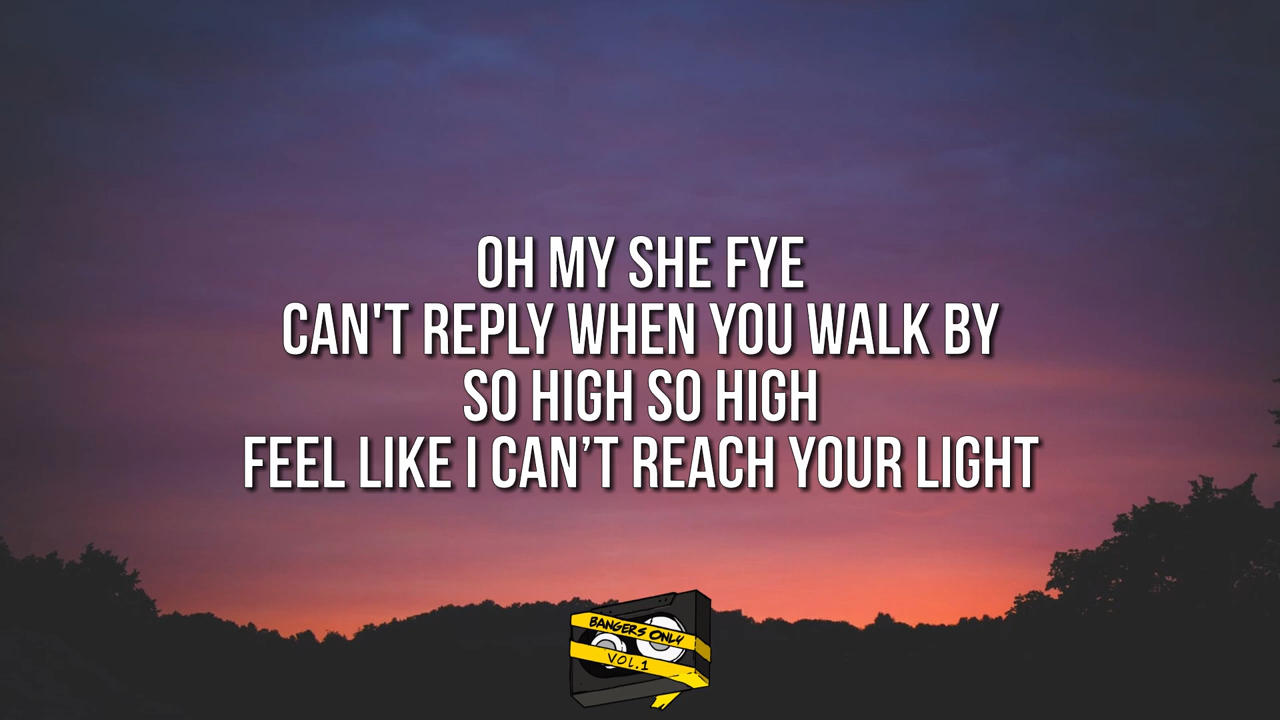 OH MY SHE FYE
CAN'T REPLY WHEN YOU WALK BY
SO HIGH SO HIGH
FEEL LIKE I CAN’T REACH YOUR LIGHT
BANGERS ONLY
VOL.1